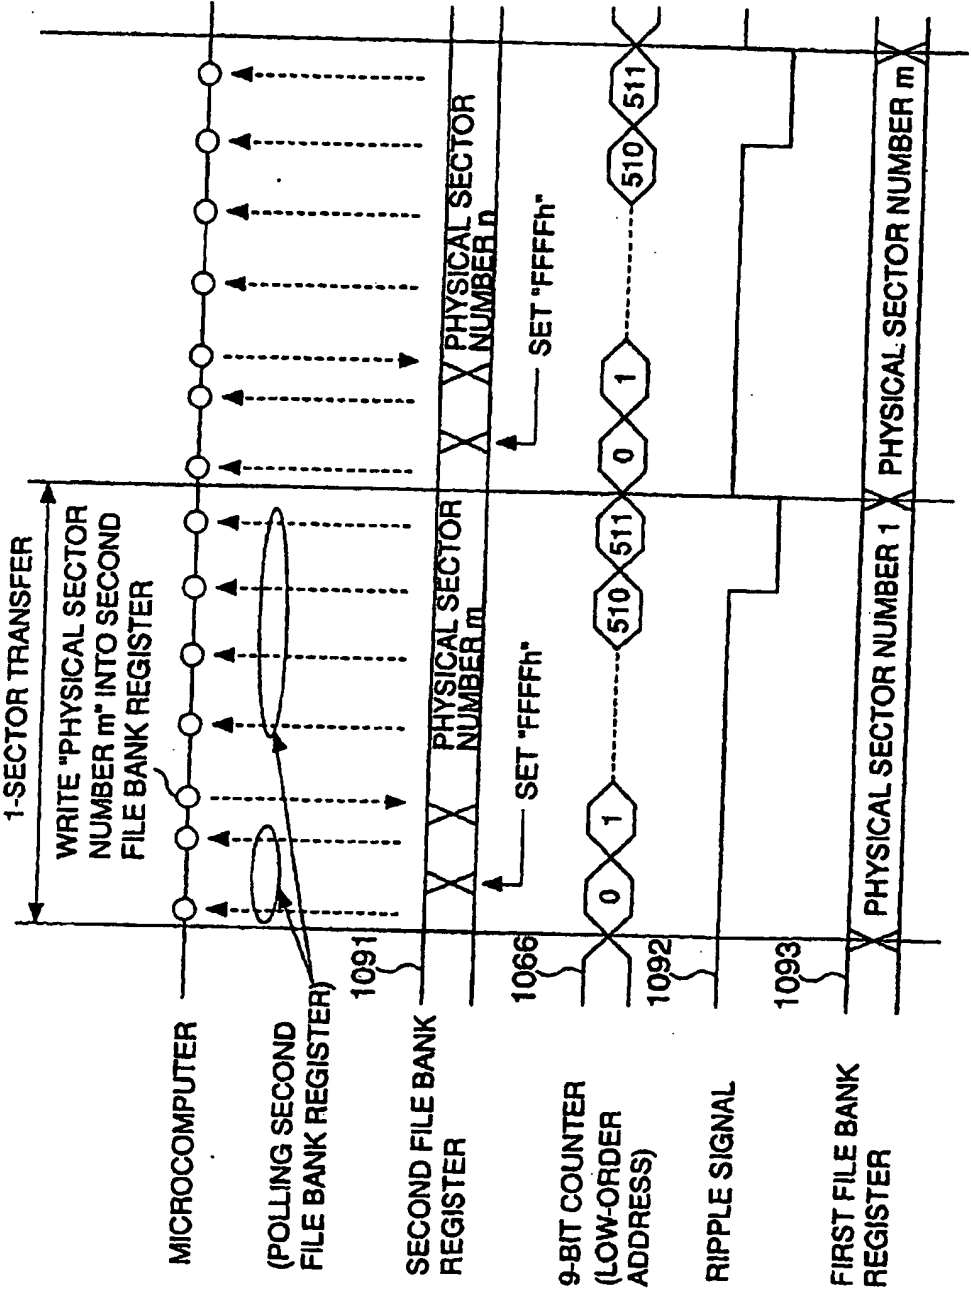 1-SECTOR TRANSFER
WRITE "PHYSICAL SECTOR
NUMBER m" INTO SECOND
FILE BANK REGISTER
MICROCOMPUTER
(POLLING SECOND
FILE BANK REGISTER)
1091
SECOND FILE BANK
REGISTER
PHYSICAL SECTOR
NUMBER m
PHYSICAL SECTOR
NUMBER n
SET "FFFFh"
SET "FFFFh"
1066
9-BIT COUNTER
(LOW-ORDER
ADDRESS)
0
1
510
511
0
1
510
511
1092
RIPPLE SIGNAL
1093
FIRST FILE BANK
REGISTER
PHYSICAL SECTOR NUMBER 1
PHYSICAL SECTOR NUMBER m